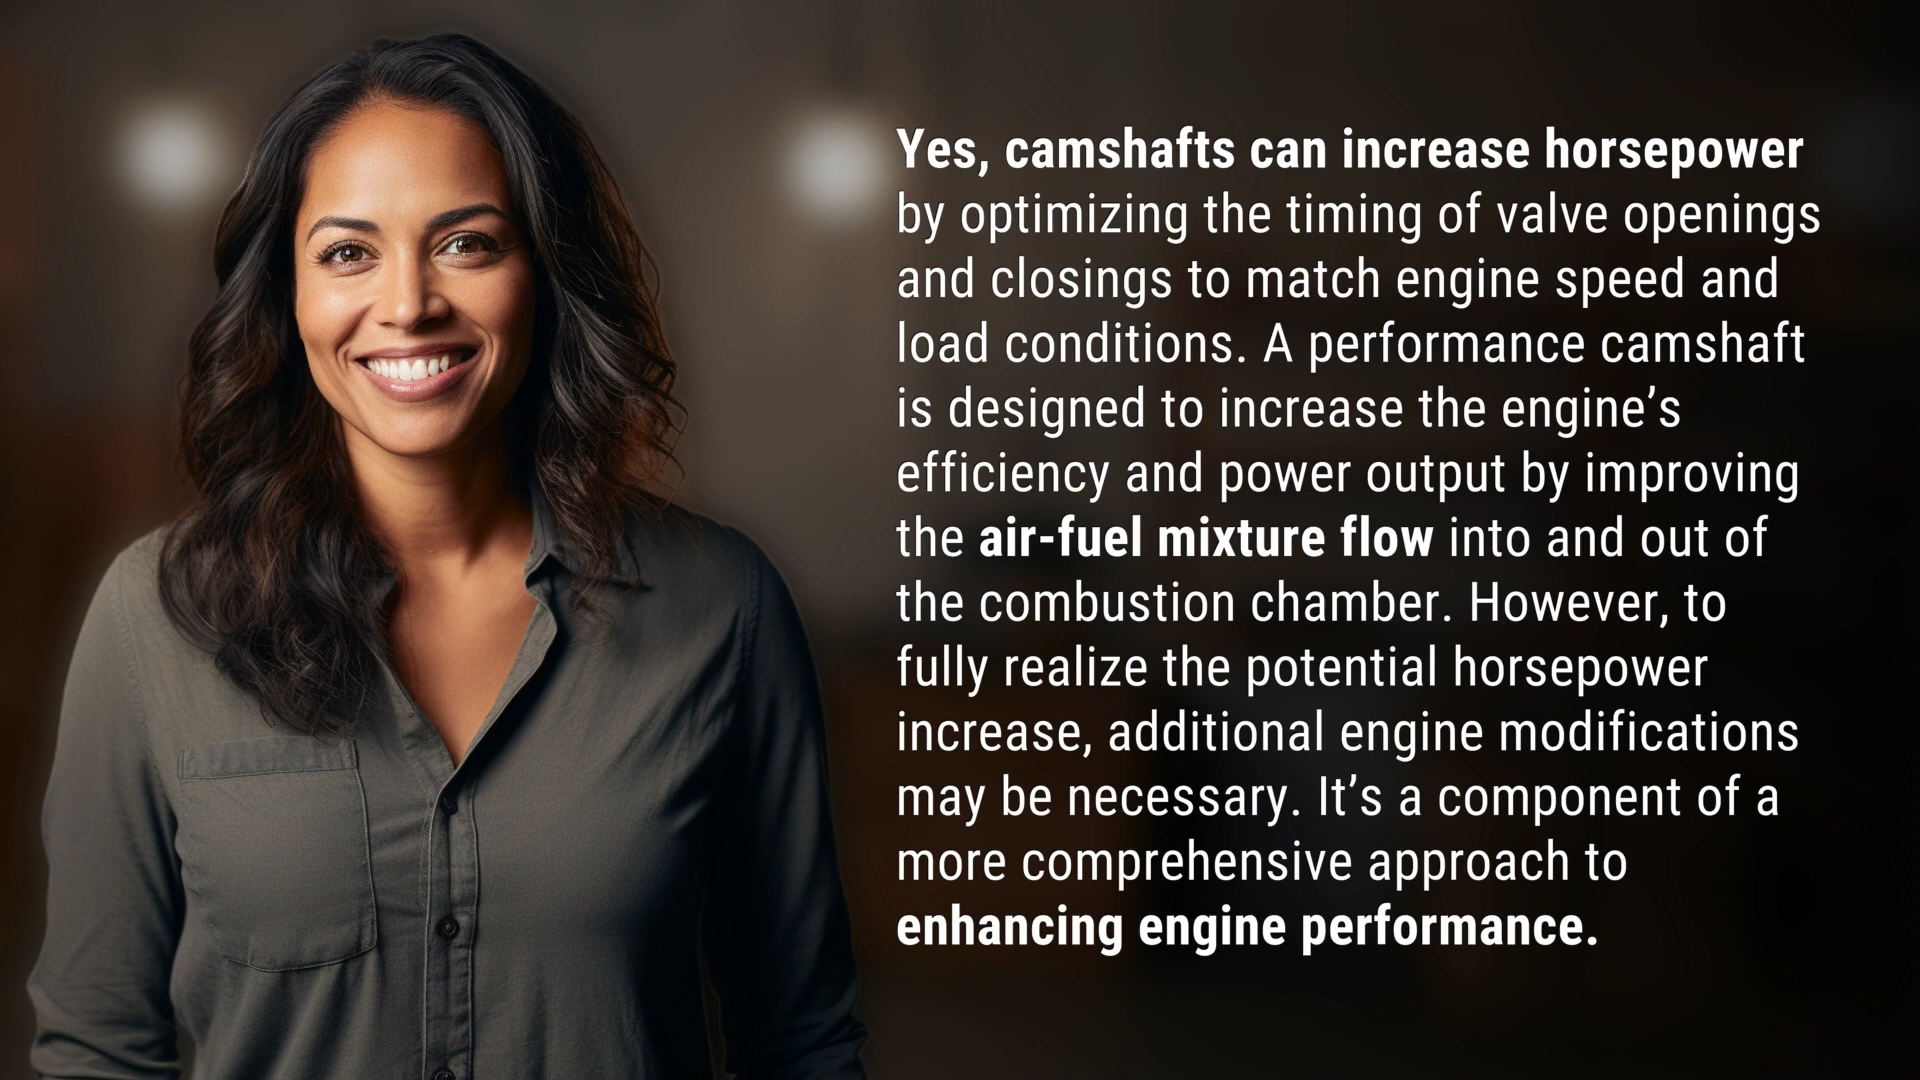 Yes, camshafts can increase horsepower
by optimizing the timing of valve openings
and closings to match engine speed and
load conditions. A performance camshaft
is designed to increase the engine’s
efficiency and power output by improving
the air-fuel mixture flow into and out of
the combustion chamber. However, to
fully realize the potential horsepower
increase, additional engine modifications
may be necessary. It’s a component of a
more comprehensive approach to
enhancing engine performance.